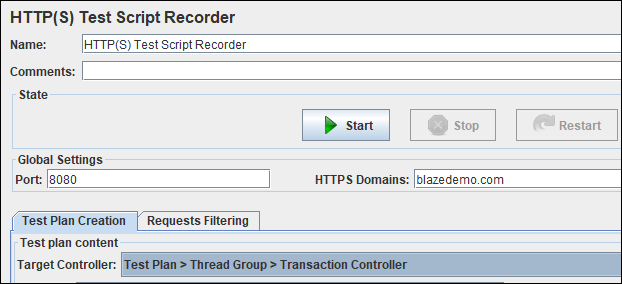 HTTP(S) Test Script Recorder
Name: HTTP(S) Test Script Recorder
Comments:
State
Start Stop Restart
Global Settings
Port: 8080 HTTPS Domains: blazedemo.com
Test Plan Creation Requests Filtering
Test plan content
Target Controller: Test Plan > Thread Group > Transaction Controller